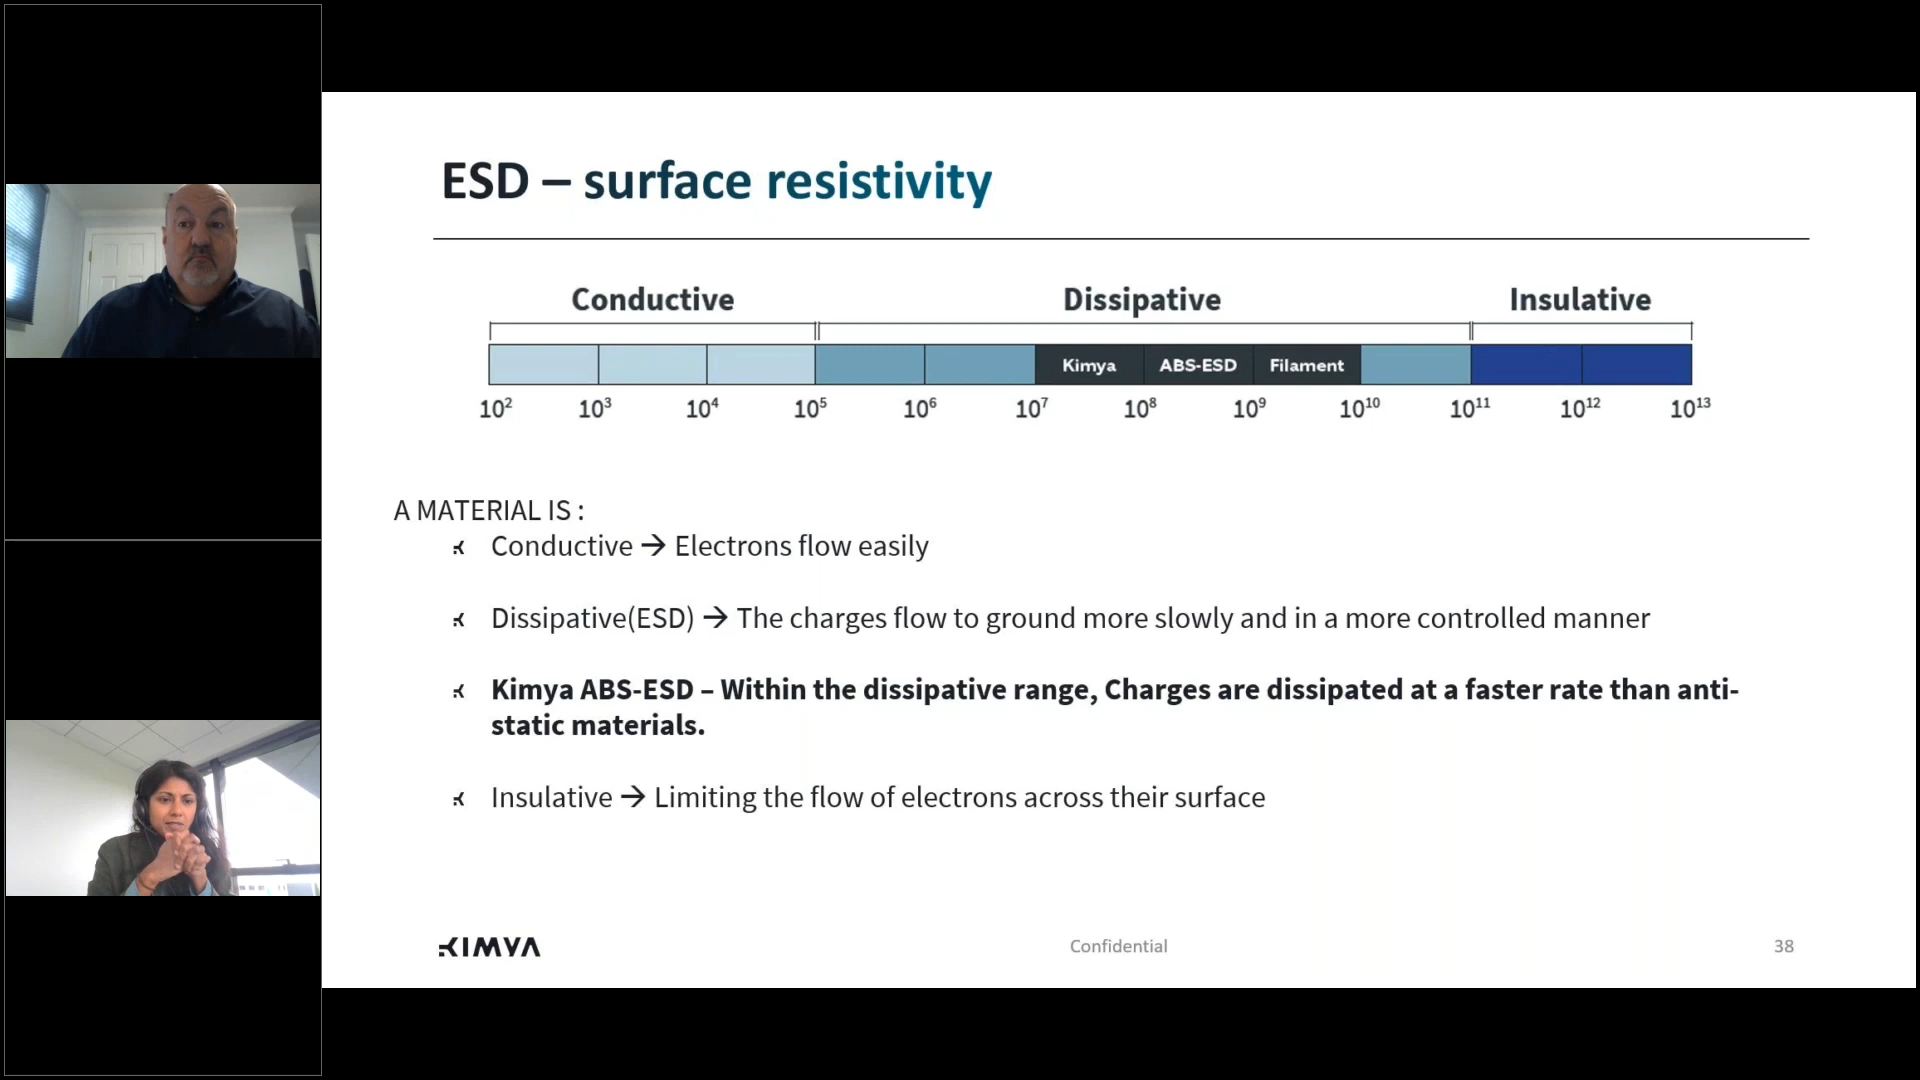 ESD – surface resistivity
Conductive Dissipative Insulative
Kimya ABS-ESD Filament
10² 10³ 10⁴ 10⁵ 10⁶ 10⁷ 10⁸ 10⁹ 10¹⁰ 10¹¹ 10¹² 10¹³
A MATERIAL IS :
Conductive → Electrons flow easily
Dissipative(ESD) → The charges flow to ground more slowly and in a more controlled manner
Kimya ABS-ESD – Within the dissipative range, Charges are dissipated at a faster rate than anti-
static materials.
Insulative → Limiting the flow of electrons across their surface
KIMYA Confidential 38